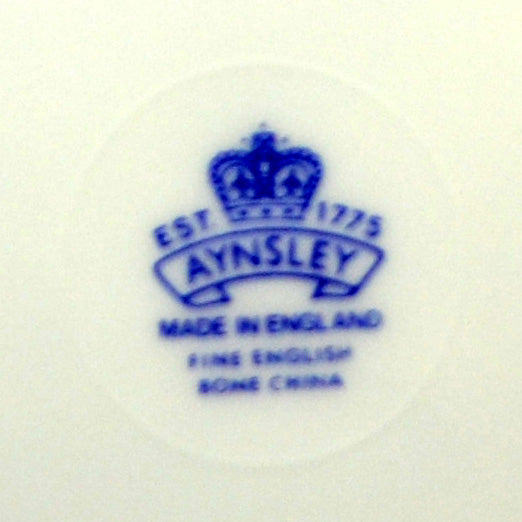 EST 1775
AYNSLEY
MADE IN ENGLAND
FINE ENGLISH
BONE CHINA